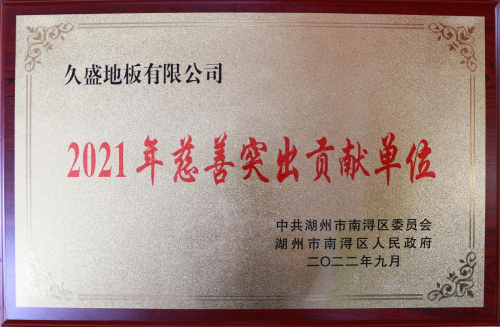 久盛地板有限公司
2021年慈善突出贡献单位
中共湖州市南浔区委员会
湖州市南浔区人民政府
二〇二二年九月